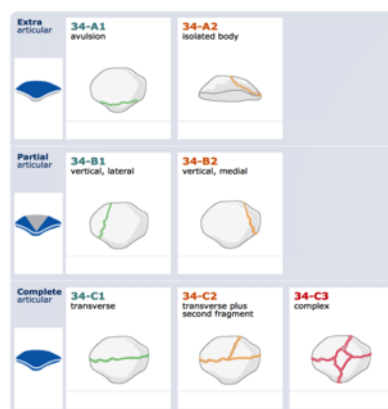 Extra
articular
34-A1
avulsion
34-A2
isolated body
Partial
articular
34-B1
vertical, lateral
34-B2
vertical, medial
Complete
articular
34-C1
transverse
34-C2
transverse plus
second fragment
34-C3
complex